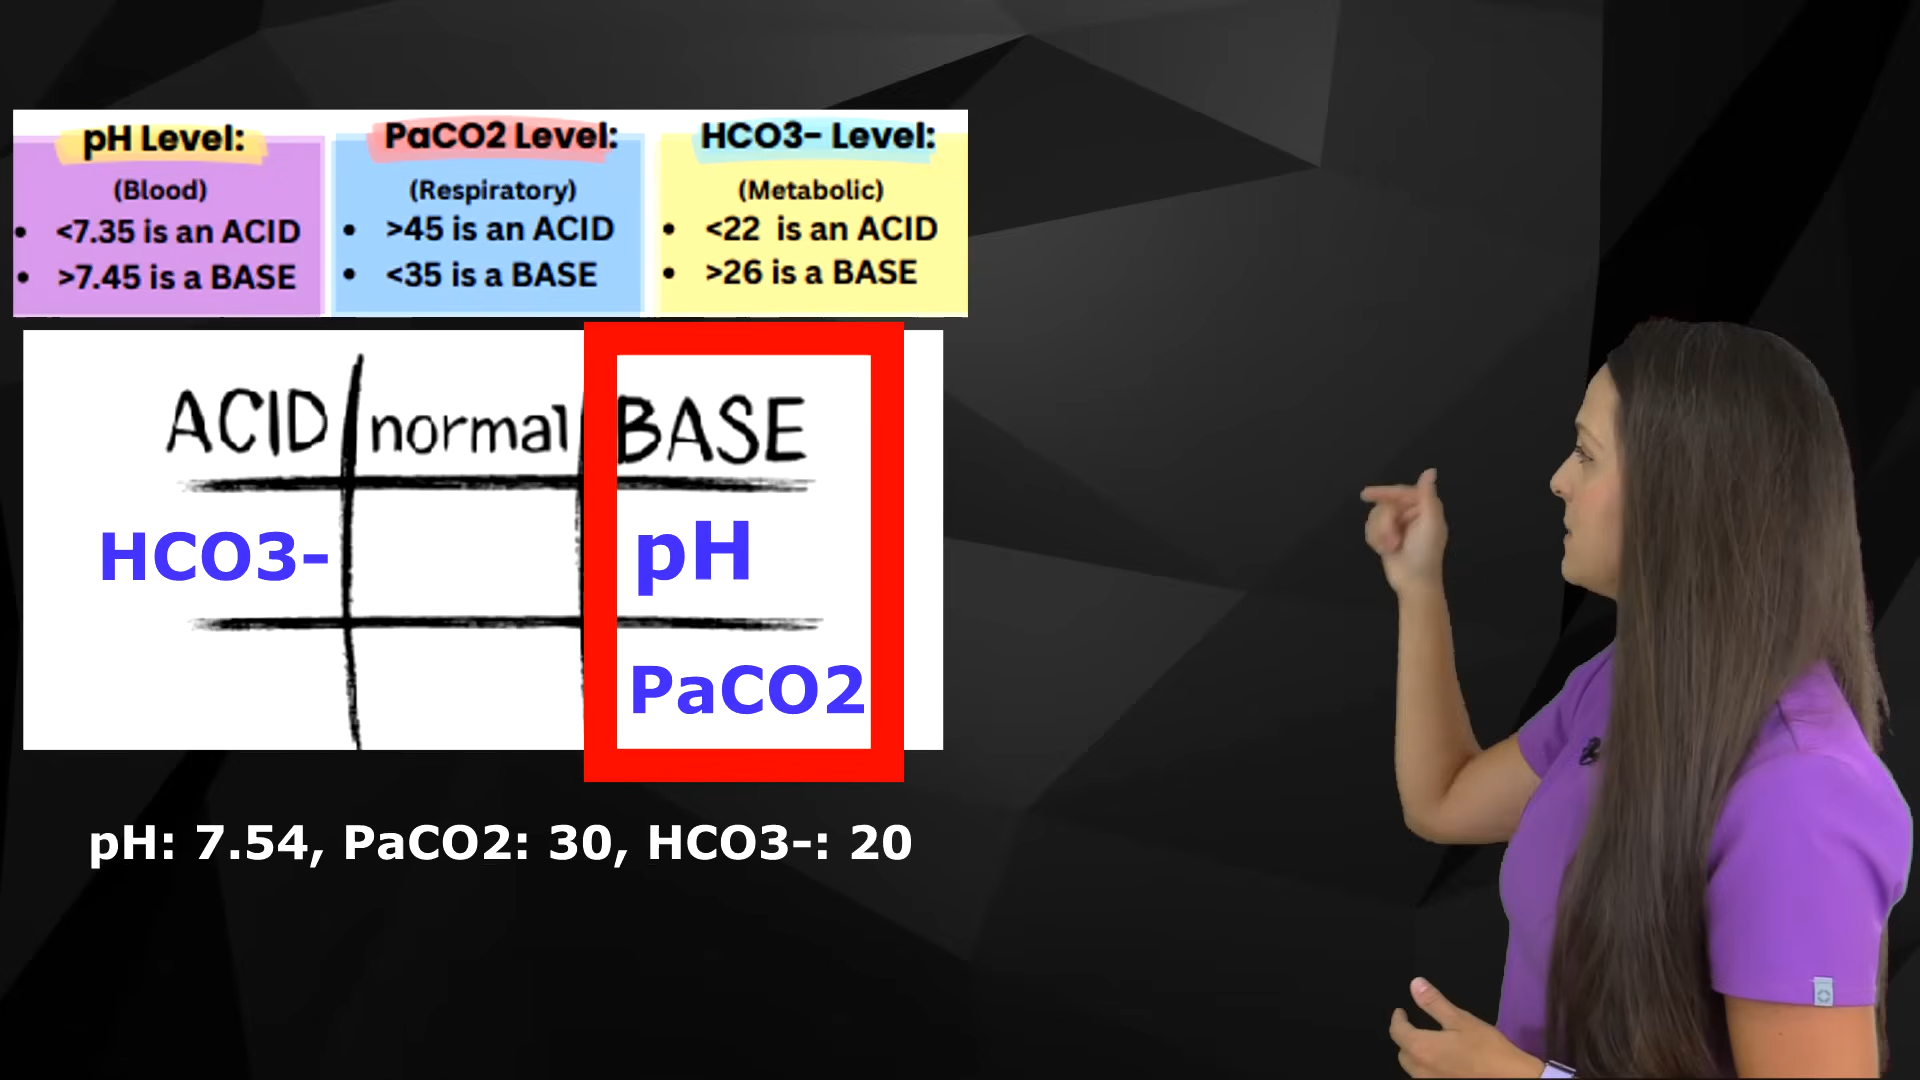 pH Level:
(Blood)
• <7.35 is an ACID
• >7.45 is a BASE
PaCO2 Level:
(Respiratory)
• >45 is an ACID
• <35 is a BASE
HCO3- Level:
(Metabolic)
• <22 is an ACID
• >26 is a BASE
ACID normal BASE
HCO3- pH
PaCO2
pH: 7.54, PaCO2: 30, HCO3-: 20